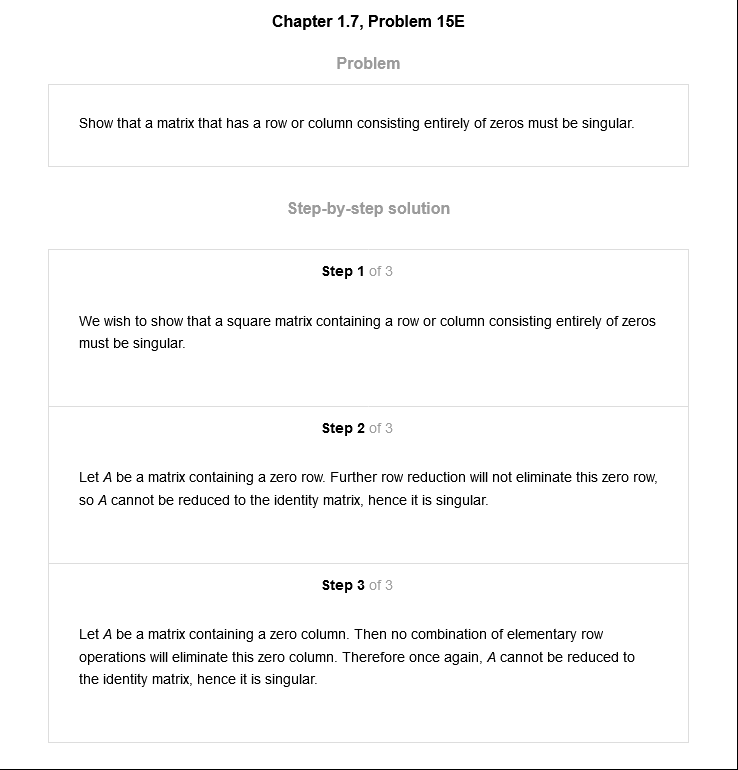 Chapter 1.7, Problem 15E
Problem
Show that a matrix that has a row or column consisting entirely of zeros must be singular.
Step-by-step solution
Step 1 of 3
We wish to show that a square matrix containing a row or column consisting entirely of zeros
must be singular.
Step 2 of 3
Let A be a matrix containing a zero row. Further row reduction will not eliminate this zero row,
so A cannot be reduced to the identity matrix, hence it is singular.
Step 3 of 3
Let A be a matrix containing a zero column. Then no combination of elementary row
operations will eliminate this zero column. Therefore once again, A cannot be reduced to
the identity matrix, hence it is singular.